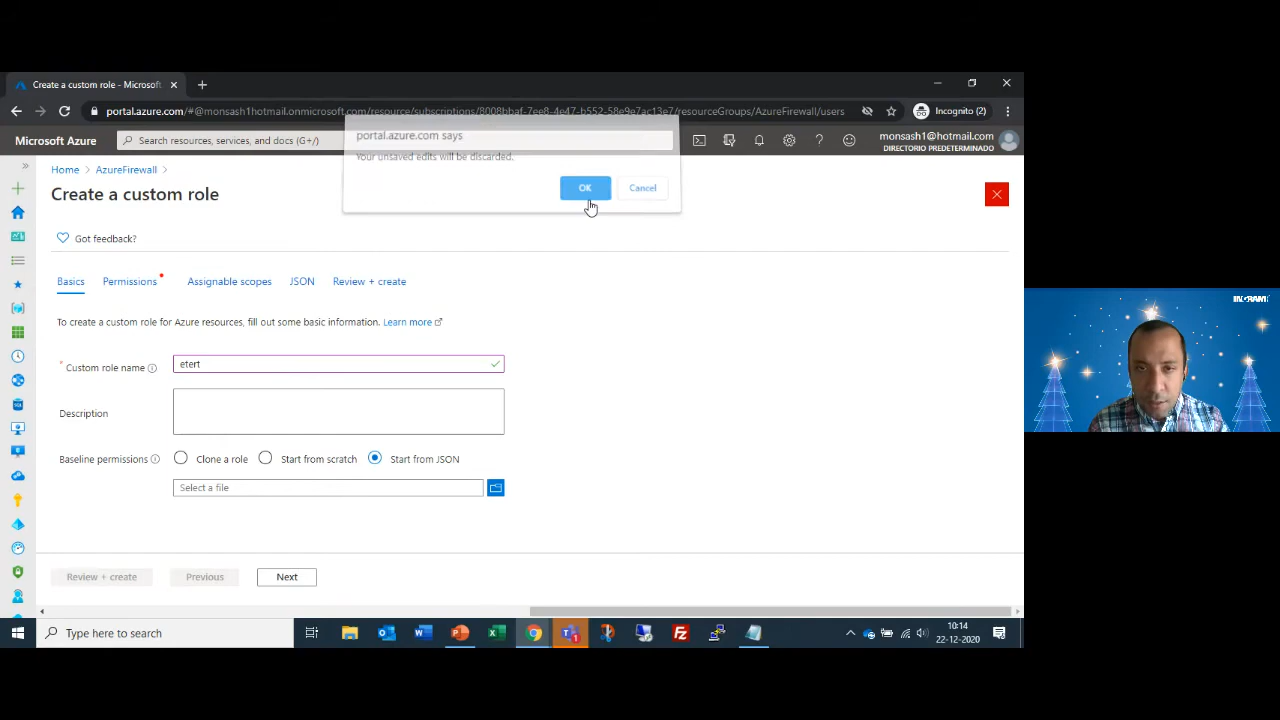 Create a custom role - Microsoft
portal.azure.com/#@monsash1hotmail.onmicrosoft.com/resource/subscriptions/8008bbaf-7ee8-4e47-b552-58e9e7ac13e7/resourceGroups/AzureFirewall/users
Incognito (2)
Microsoft Azure
Search resources, services, and docs (G+/)
monsash1@hotmail.com
DIRECTORIO PREDETERMINADO
portal.azure.com says
Your unsaved edits will be discarded.
OK
Cancel
Home > AzureFirewall >
Create a custom role
Got feedback?
Basics
Permissions
Assignable scopes
JSON
Review + create
To create a custom role for Azure resources, fill out some basic information. Learn more
* Custom role name
etert
Description
Baseline permissions
Clone a role
Start from scratch
Start from JSON
Select a file
Review + create
Previous
Next
Type here to search
10:14
22-12-2020
INGRAM